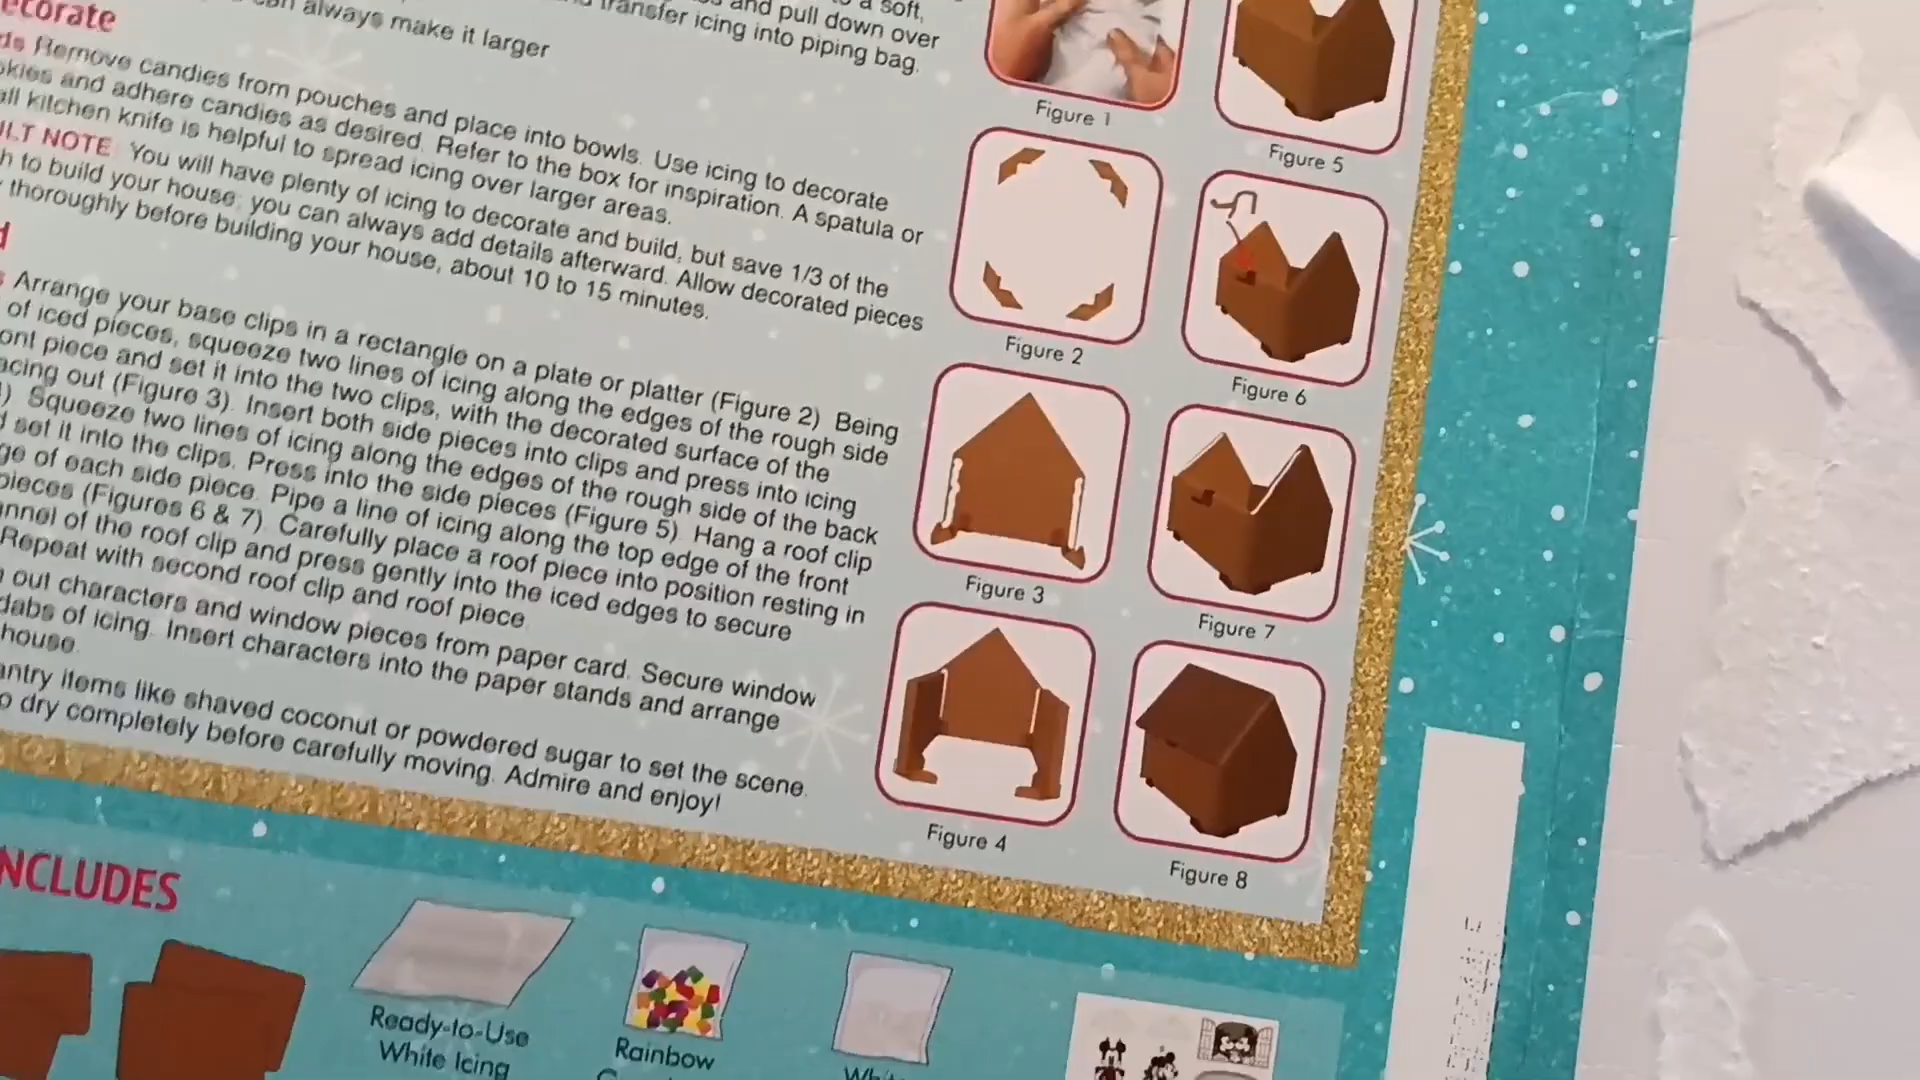 ecorate
can always make it larger
to a soft,
and pull down over
transfer icing into piping bag.
ds Remove candies from pouches and place into bowls. Use icing to decorate
okies and adhere candies as desired. Refer to the box for inspiration. A spatula or
all kitchen knife is helpful to spread icing over larger areas.
ILT NOTE You will have plenty of icing to decorate and build, but save 1/3 of the
h to build your house; you can always add details afterward. Allow decorated pieces
thoroughly before building your house, about 10 to 15 minutes.
d
s Arrange your base clips in a rectangle on a plate or platter (Figure 2) Being
of iced pieces, squeeze two lines of icing along the edges of the rough side
ont piece and set it into the two clips, with the decorated surface of the
acing out (Figure 3). Insert both side pieces into clips and press into icing
) Squeeze two lines of icing along the edges of the rough side of the back
d set it into the clips. Press into the side pieces (Figure 5) Hang a roof clip
ge of each side piece. Pipe a line of icing along the top edge of the front
pieces (Figures 6 & 7) Carefully place a roof piece into position resting in
annel of the roof clip and press gently into the iced edges to secure
Repeat with second roof clip and roof piece
out characters and window pieces from paper card. Secure window
dabs of icing. Insert characters into the paper stands and arrange
house.
antry items like shaved coconut or powdered sugar to set the scene.
o dry completely before carefully moving. Admire and enjoy!
Figure 1
Figure 5
Figure 2
Figure 6
Figure 3
Figure 7
Figure 4
Figure 8
NCLUDES
Ready-to-Use
White Icing
Rainbow